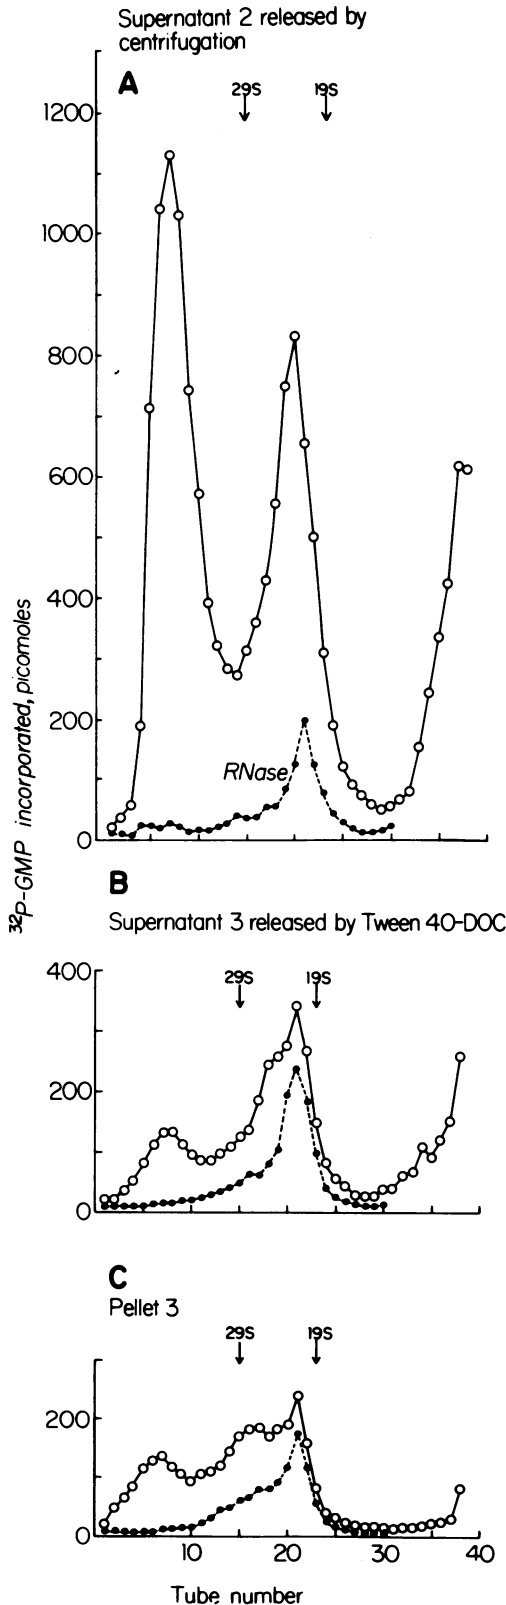 Supernatant 2 released by
centrifugation
A
29S 19S
1200
1000
800
600
400
200
0
RNase
32P-GMP incorporated, picomoles
B
Supernatant 3 released by Tween 40-DOC
29S 19S
400
200
0
C
Pellet 3
29S 19S
200
0
10 20 30 40
Tube number